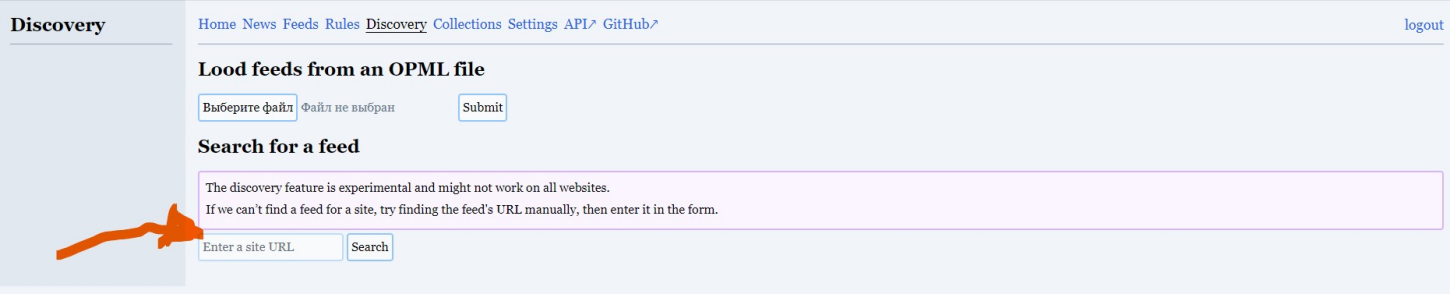 Discovery
Home News Feeds Rules Discovery Collections Settings API↗ GitHub↗ logout
Lood feeds from an OPML file
Выберите файл Файл не выбран Submit
Search for a feed
The discovery feature is experimental and might not work on all websites.
If we can't find a feed for a site, try finding the feed's URL manually, then enter it in the form.
Enter a site URL Search